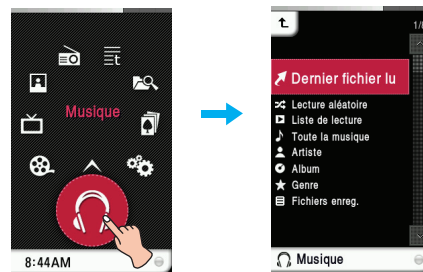 Musique
8:44AM
Dernier fichier lu
Lecture aléatoire
Liste de lecture
Toute la musique
Artiste
Album
Genre
Fichiers enreg.
Musique